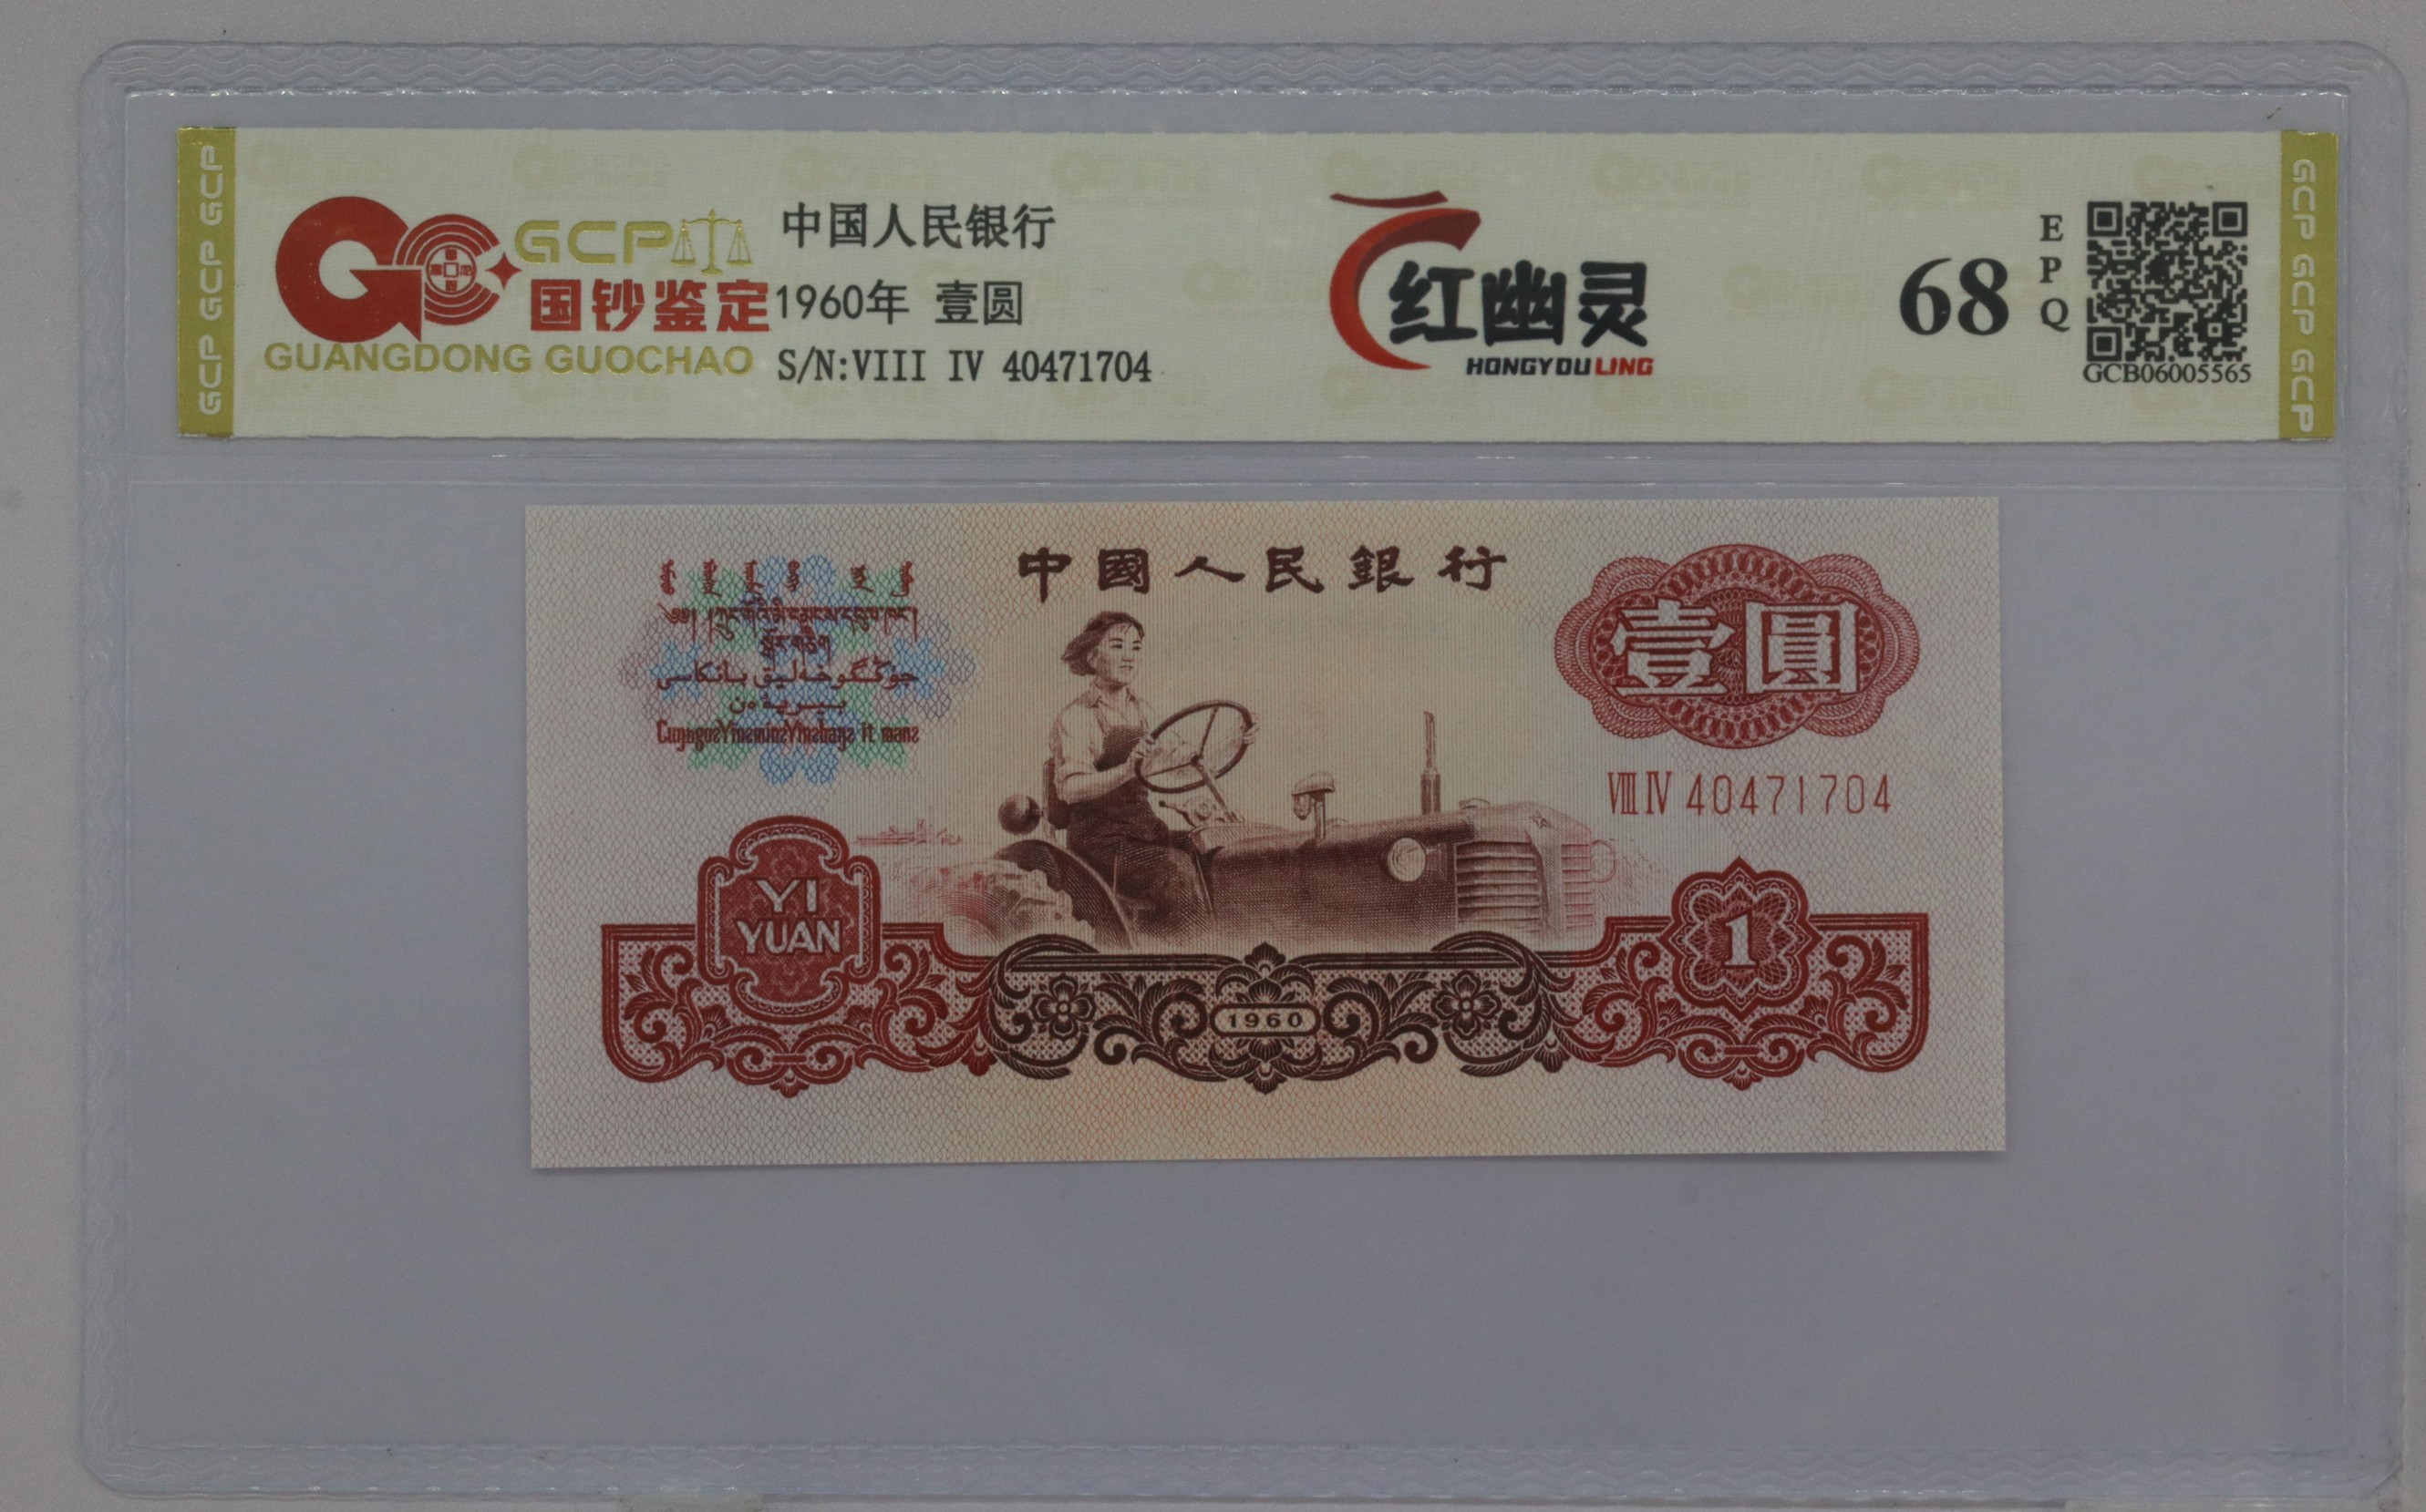 GCP GCP GCP
GCP
国钞鉴定
GUANGDONG GUOCHAO
中国人民银行
1960年 壹圆
S/N:VIII IV 40471704
红幽灵
HONGYOULING
68
EPQ
GCB06005565
GCP GCP GCP
中國人民銀行
壹圓
VIII IV 40471704
YI
YUAN
1960
1